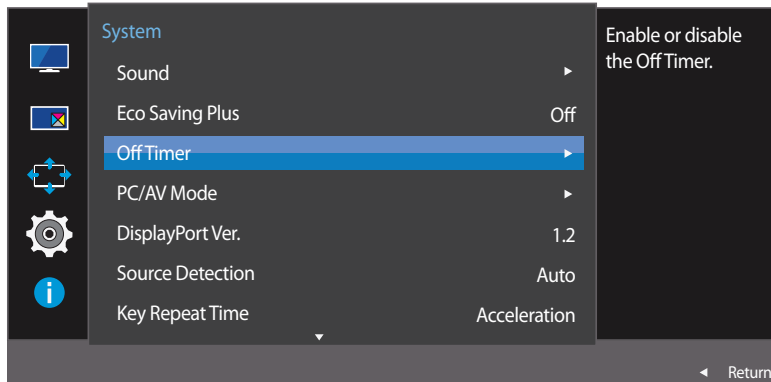 System
Sound
Eco Saving Plus Off
Off Timer
PC/AV Mode
DisplayPort Ver. 1.2
Source Detection Auto
Key Repeat Time Acceleration
Enable or disable
the Off Timer.
Return